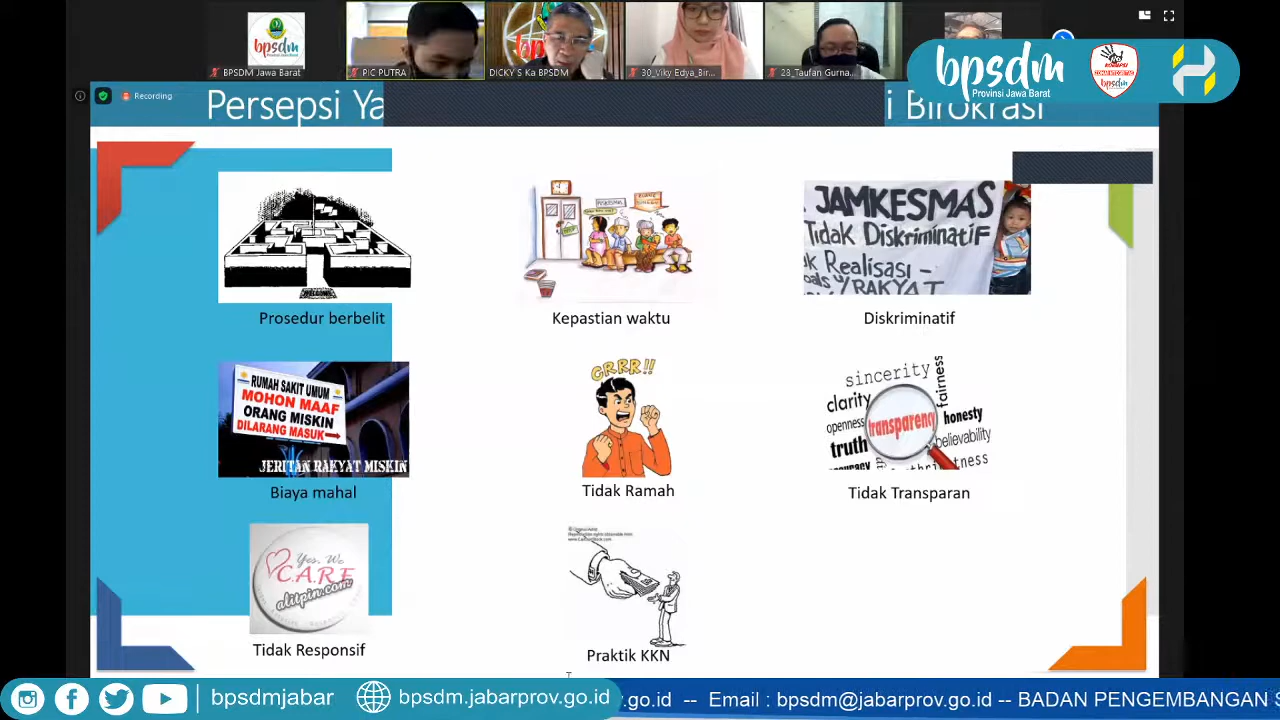 BPSDM Jawa Barat
PIC PUTRA
DICKY S Ka BPSDM
30_Viky Edya_Bir...
28_Taufan Gurna...
bpsdm
Provinsi Jawa Barat
Recording
Persepsi Ya
i Birokrasi
Prosedur berbelit
Kepastian waktu
JAMKESMAS
Tidak Diskriminatif
Realisasi -
/RAKYAT
Diskriminatif
RUMAH SAKIT UMUM
MOHON MAAF
ORANG MISKIN
DILARANG MASUK
JERITAN RAKYAT MISKIN
Biaya mahal
GRRR!!
Tidak Ramah
sincerity
fairness
clarity
openness
transparency
honesty
truth
believability
Tidak Transparan
Yes. We
C.A.R.E
alilpin.com
Tidak Responsif
Praktik KKN
bpsdmjabar
bpsdm.jabarprov.go.id
.go.id -- Email : bpsdm@jabarprov.go.id -- BADAN PENGEMBANGAN S